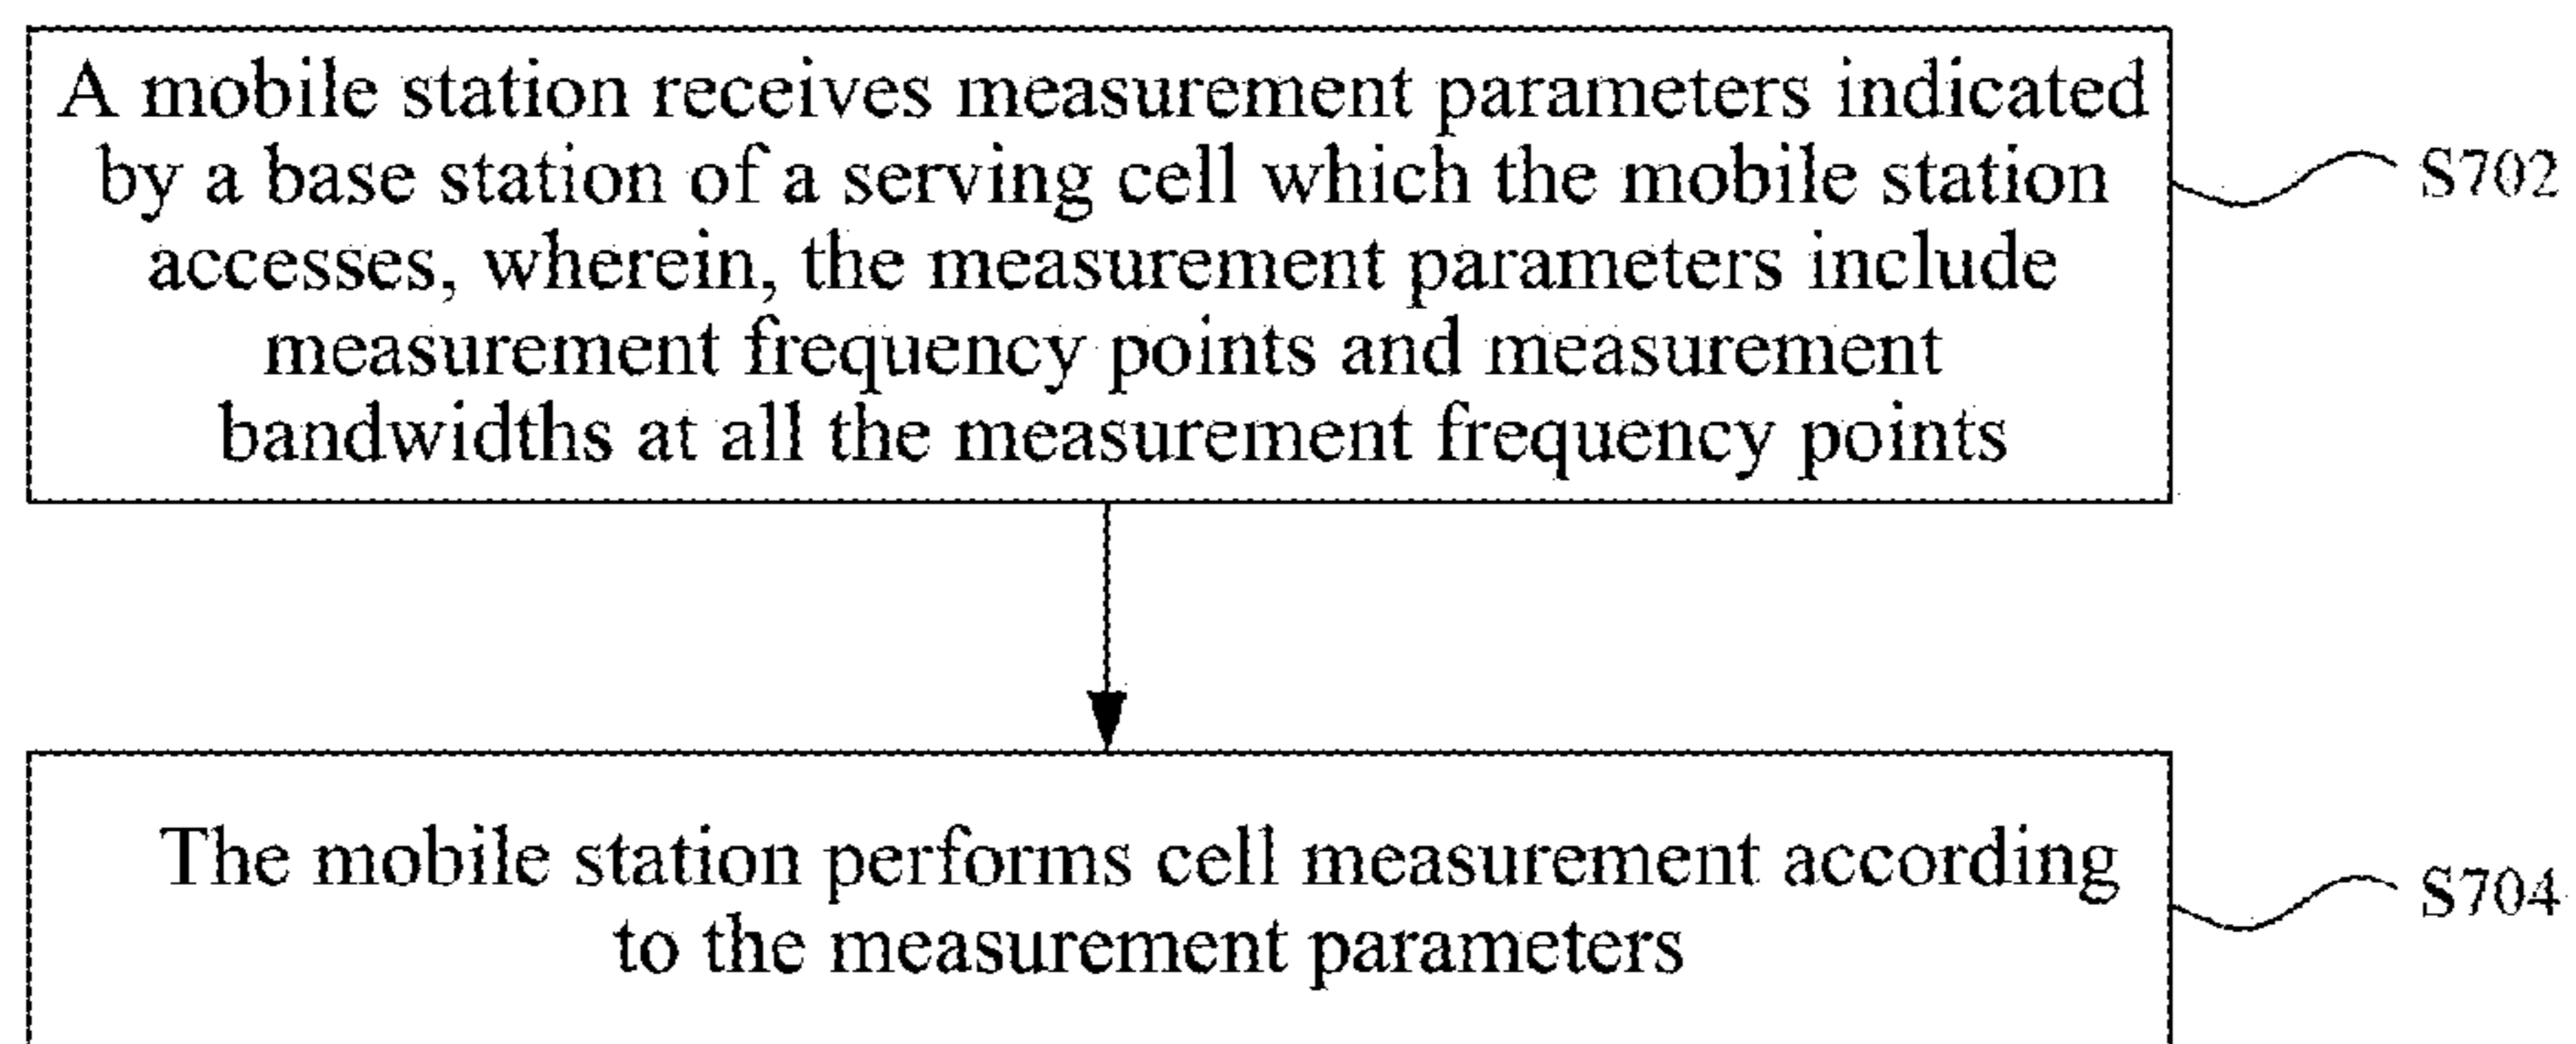 A mobile station receives measurement parameters indicated
by a base station of a serving cell which the mobile station
accesses, wherein, the measurement parameters include
measurement frequency points and measurement
bandwidths at all the measurement frequency points
S702
The mobile station performs cell measurement according
to the measurement parameters
S704